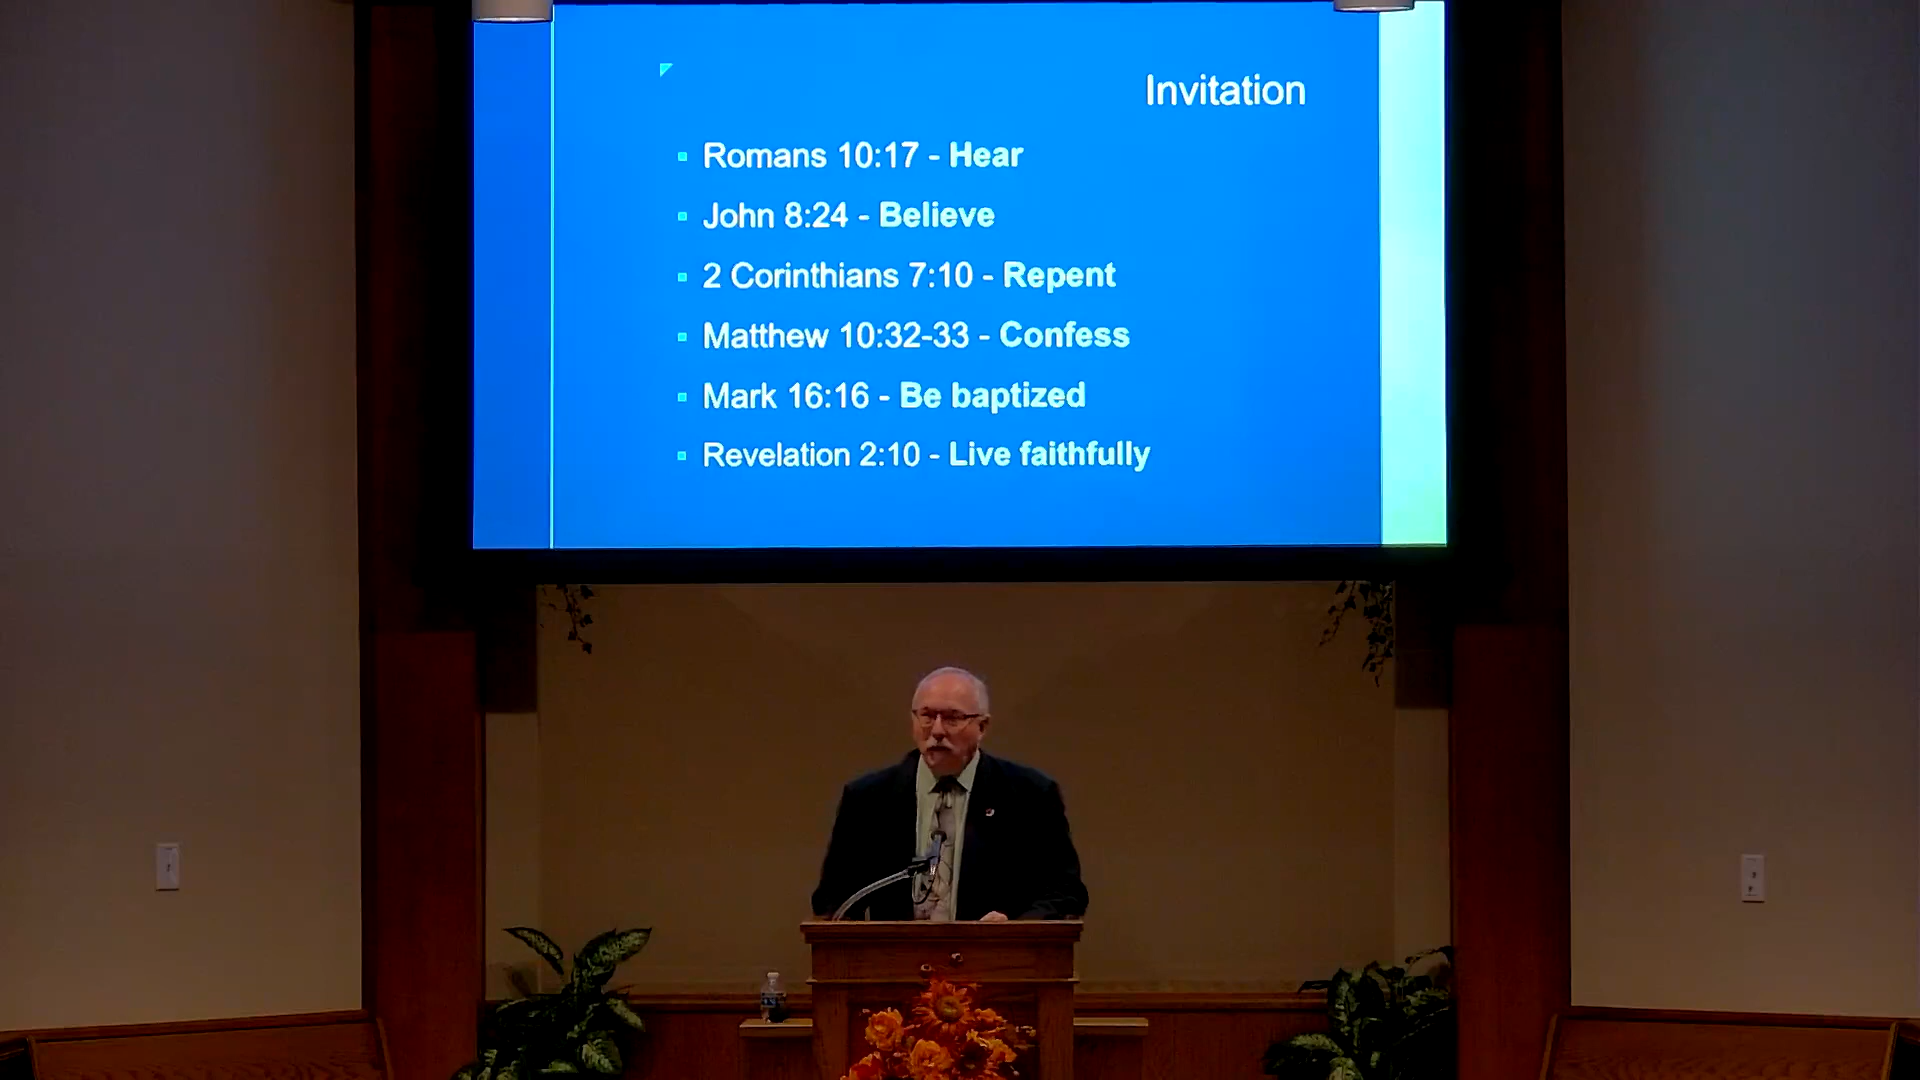 Invitation
Romans 10:17 - Hear
John 8:24 - Believe
2 Corinthians 7:10 - Repent
Matthew 10:32-33 - Confess
Mark 16:16 - Be baptized
Revelation 2:10 - Live faithfully